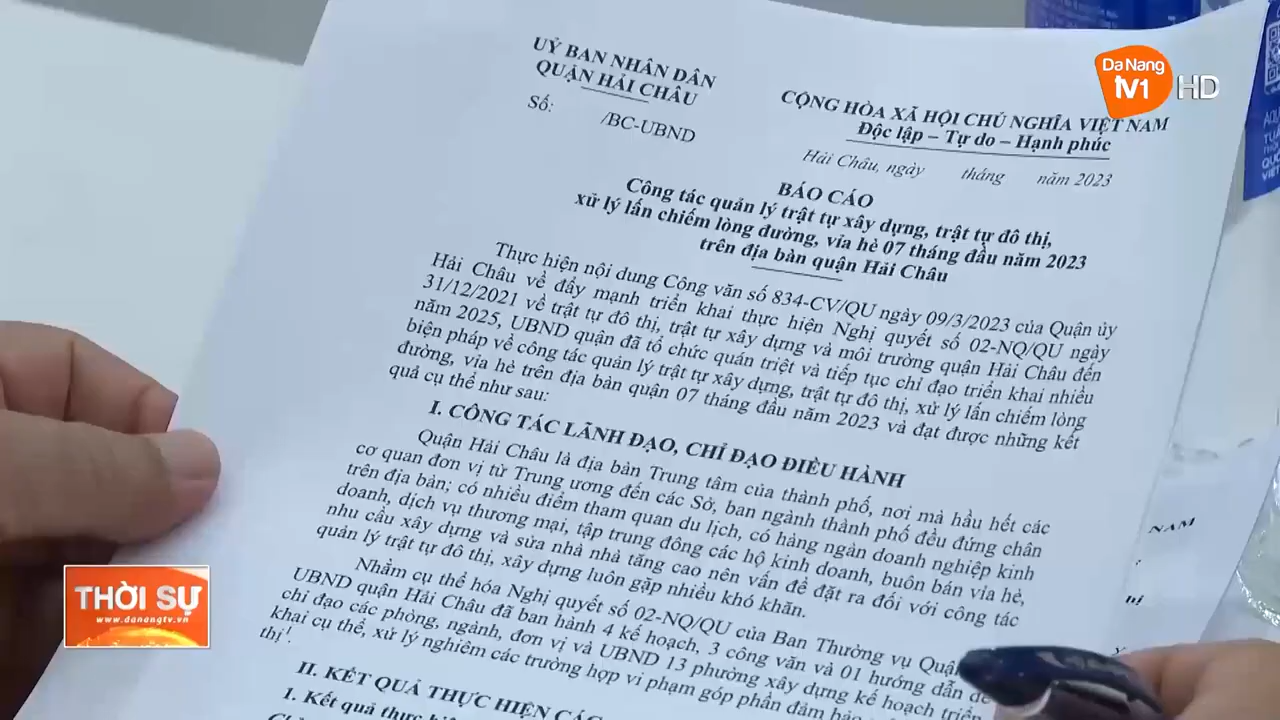 UỶ BAN NHÂN DÂN
QUẬN HẢI CHÂU
Số: /BC-UBND
CỘNG HÒA XÃ HỘI CHỦ NGHĨA VIỆT NAM
Độc lập – Tự do – Hạnh phúc
Hải Châu, ngày tháng năm 2023
BÁO CÁO
Công tác quản lý trật tự xây dựng, trật tự đô thị,
xử lý lấn chiếm lòng đường, vỉa hè 07 tháng đầu năm 2023
trên địa bàn quận Hải Châu
Thực hiện nội dung Công văn số 834-CV/QU ngày 09/3/2023 của Quận ủy
Hải Châu về đẩy mạnh triển khai thực hiện Nghị quyết số 02-NQ/QU ngày
31/12/2021 về trật tự đô thị, trật tự xây dựng và môi trường quận Hải Châu đến
năm 2025, UBND quận đã tổ chức quán triệt và tiếp tục chỉ đạo triển khai nhiều
biện pháp về công tác quản lý trật tự xây dựng, trật tự đô thị, xử lý lấn chiếm lòng
đường, vỉa hè trên địa bàn quận 07 tháng đầu năm 2023 và đạt được những kết
quả cụ thể như sau:
I. CÔNG TÁC LÃNH ĐẠO, CHỈ ĐẠO ĐIỀU HÀNH
Quận Hải Châu là địa bàn Trung tâm của thành phố, nơi mà hầu hết các
cơ quan đơn vị từ Trung ương đến các Sở, ban ngành thành phố đều đứng chân
trên địa bàn; có nhiều điểm tham quan du lịch, có hàng ngàn doanh nghiệp kinh
doanh, dịch vụ thương mại, tập trung đông các hộ kinh doanh, buôn bán vỉa hè,
nhu cầu xây dựng và sửa nhà nhà tăng cao nên vấn đề đặt ra đối với công tác
quản lý trật tự đô thị, xây dựng luôn gặp nhiều khó khăn.
Nhằm cụ thể hóa Nghị quyết số 02-NQ/QU của Ban Thường vụ Quận
UBND quận Hải Châu đã ban hành 4 kế hoạch, 3 công văn và 01 hướng dẫn để
chỉ đạo các phòng, ngành, đơn vị và UBND 13 phường xây dựng kế hoạch triển
khai cụ thể, xử lý nghiêm các trường hợp vi phạm góp phần đảm bảo
thị¹.
II. KẾT QUẢ THỰC HIỆN CÁC
1. Kết quả thực hiện
Da Nang
TV1 HD
THỜI SỰ
www.danangtv.vn
NAM